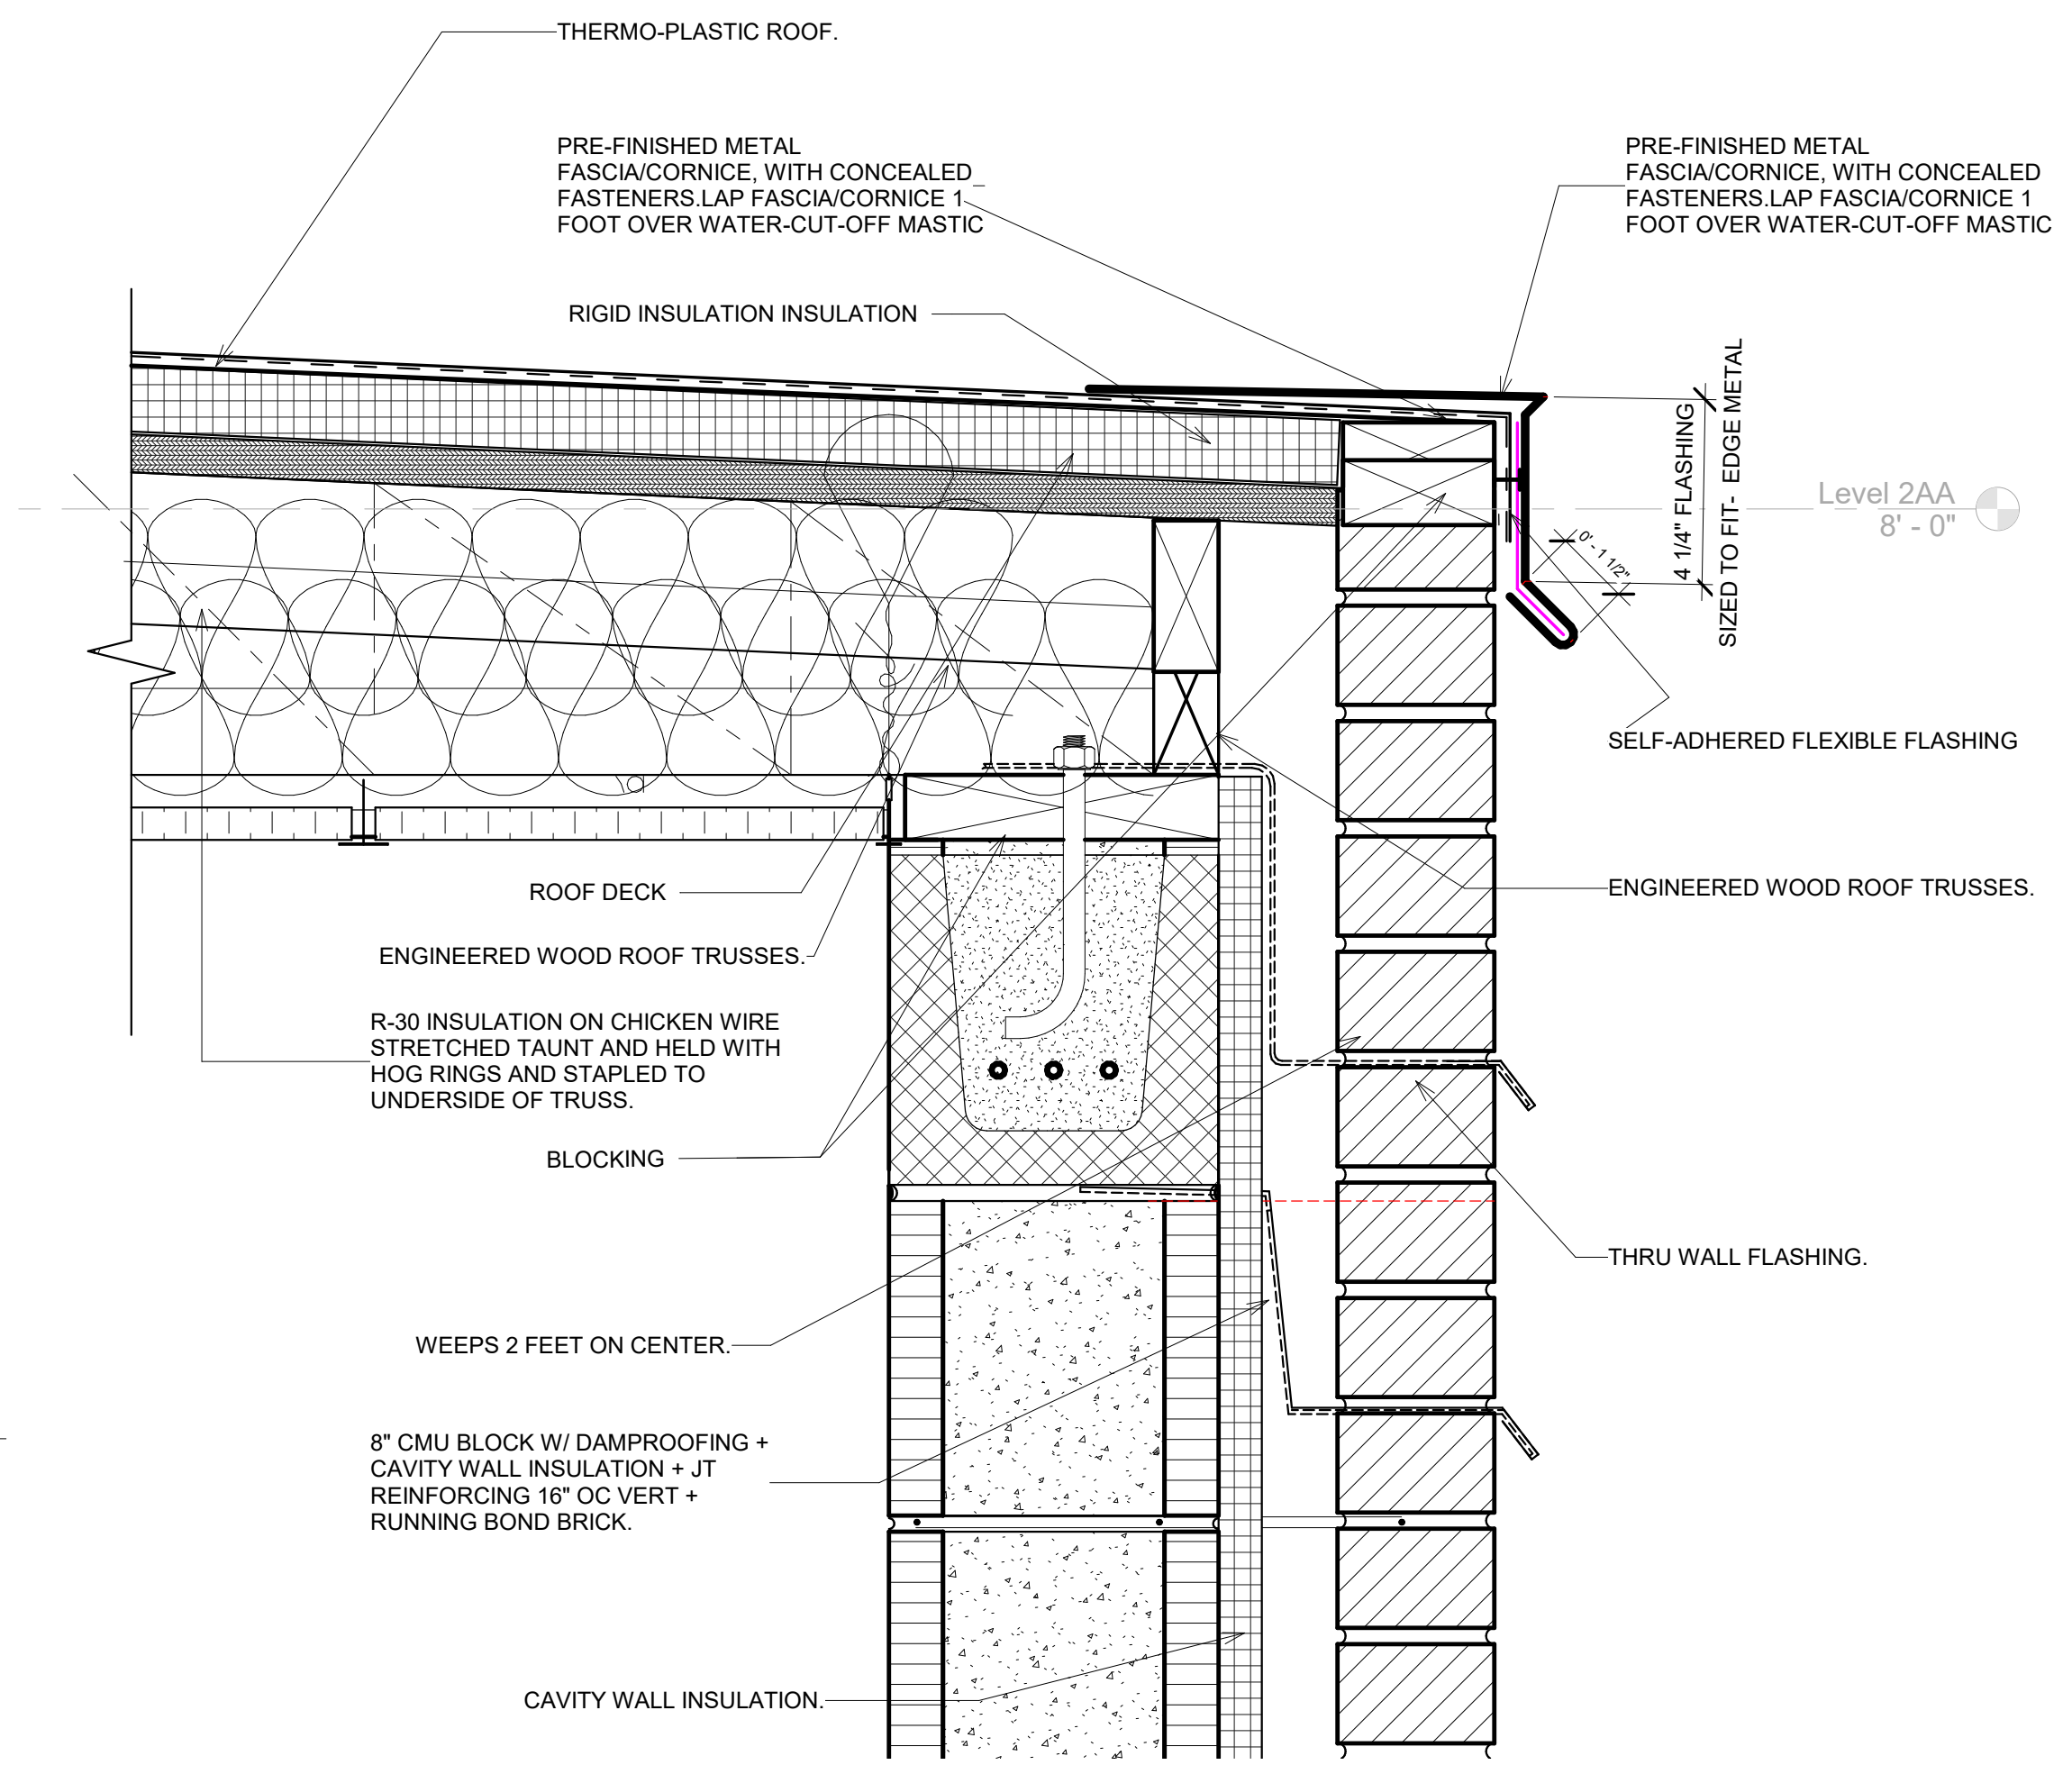 THERMO-PLASTIC ROOF.
PRE-FINISHED METAL
FASCIA/CORNICE, WITH CONCEALED
FASTENERS.LAP FASCIA/CORNICE 1
FOOT OVER WATER-CUT-OFF MASTIC
PRE-FINISHED METAL
FASCIA/CORNICE, WITH CONCEALED
FASTENERS.LAP FASCIA/CORNICE 1
FOOT OVER WATER-CUT-OFF MASTIC
RIGID INSULATION INSULATION
4 1/4" FLASHING
SIZED TO FIT- EDGE METAL
Level 2AA
8' - 0"
0' - 1 1/2"
SELF-ADHERED FLEXIBLE FLASHING
ROOF DECK
ENGINEERED WOOD ROOF TRUSSES.
ENGINEERED WOOD ROOF TRUSSES.
R-30 INSULATION ON CHICKEN WIRE
STRETCHED TAUNT AND HELD WITH
HOG RINGS AND STAPLED TO
UNDERSIDE OF TRUSS.
BLOCKING
THRU WALL FLASHING.
WEEPS 2 FEET ON CENTER.
8" CMU BLOCK W/ DAMPROOFING +
CAVITY WALL INSULATION + JT
REINFORCING 16" OC VERT +
RUNNING BOND BRICK.
CAVITY WALL INSULATION.